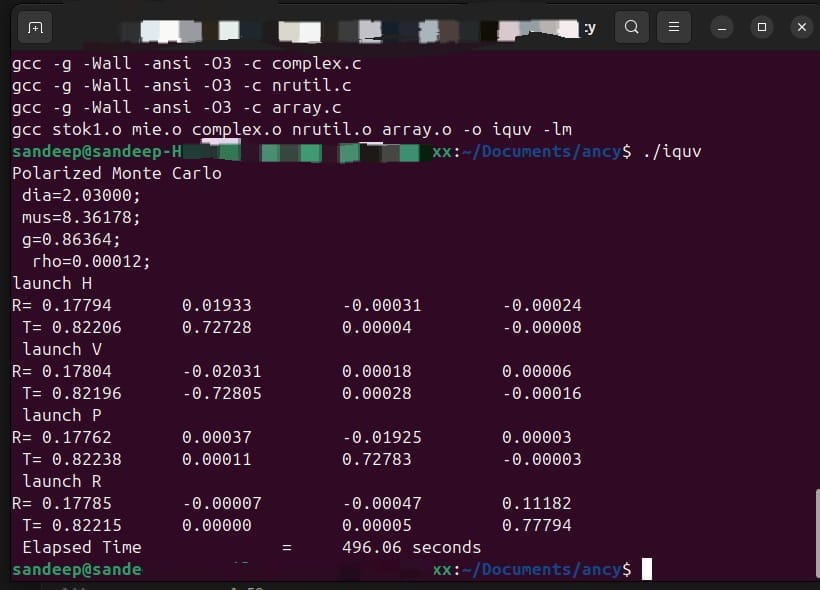 cy
gcc -g -Wall -ansi -O3 -c complex.c
gcc -g -Wall -ansi -O3 -c nrutil.c
gcc -g -Wall -ansi -O3 -c array.c
gcc stok1.o mie.o complex.o nrutil.o array.o -o iquv -lm
sandeep@sandeep-H xx:~/Documents/ancy$ ./iquv
Polarized Monte Carlo
 dia=2.03000;
 mus=8.36178;
 g=0.86364;
  rho=0.00012;
launch H
R= 0.17794 0.01933 -0.00031 -0.00024
 T= 0.82206 0.72728 0.00004 -0.00008
 launch V
R= 0.17804 -0.02031 0.00018 0.00006
 T= 0.82196 -0.72805 0.00028 -0.00016
 launch P
R= 0.17762 0.00037 -0.01925 0.00003
 T= 0.82238 0.00011 0.72783 -0.00003
 launch R
R= 0.17785 -0.00007 -0.00047 0.11182
 T= 0.82215 0.00000 0.00005 0.77794
 Elapsed Time = 496.06 seconds
sandeep@sande xx:~/Documents/ancy$